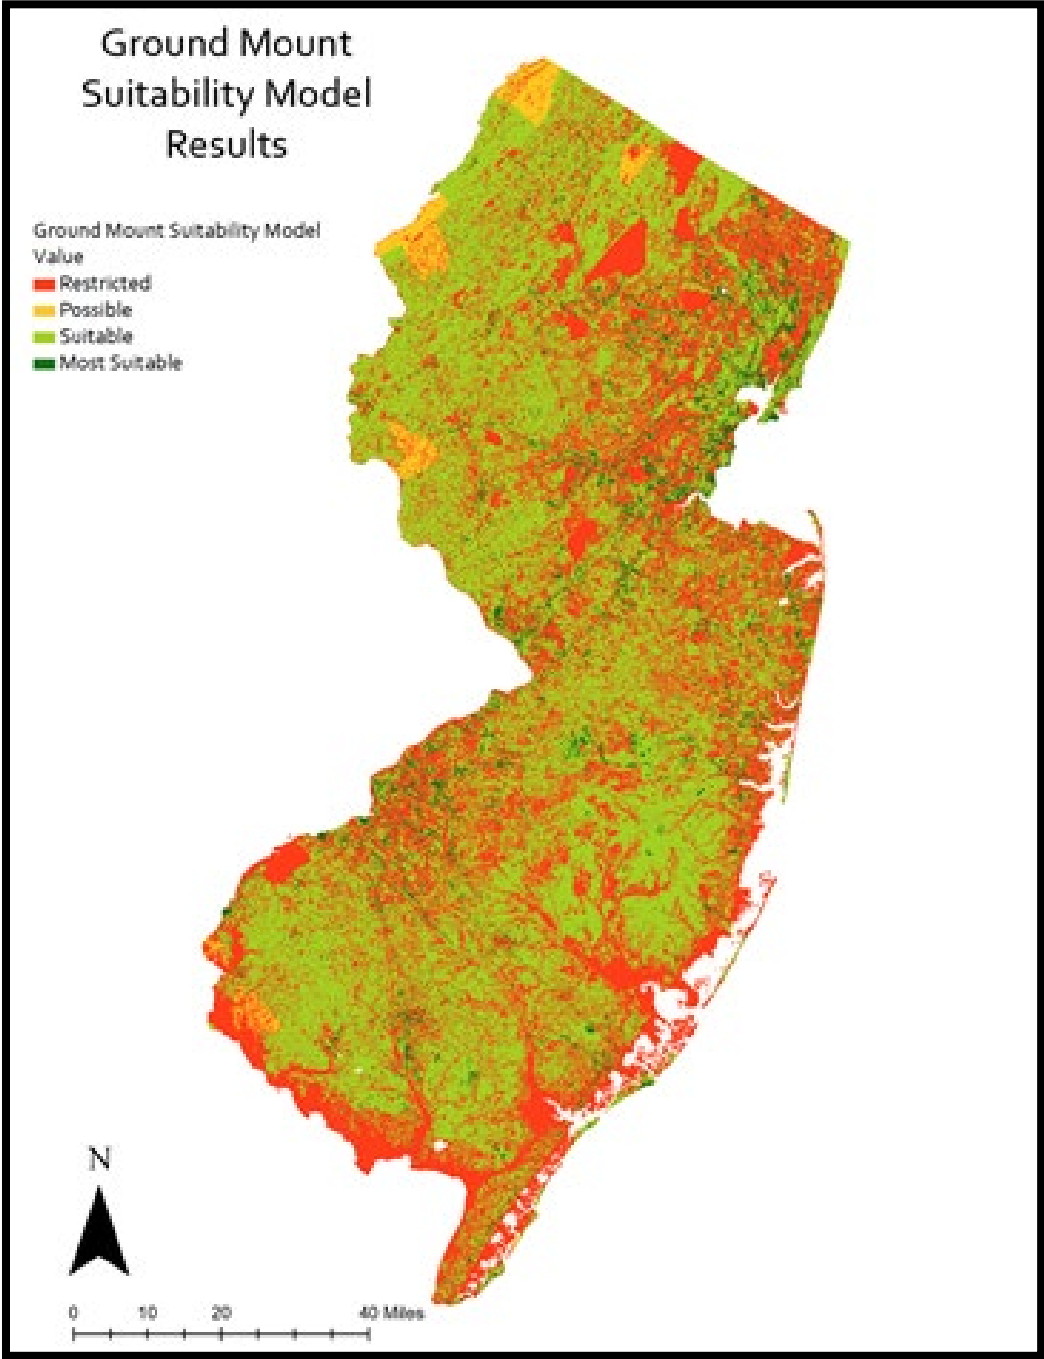 Ground Mount
Suitability Model
Results
Ground Mount Suitability Model
Value
Restricted
Possible
Suitable
Most Suitable
N
0 10 20 40 Miles